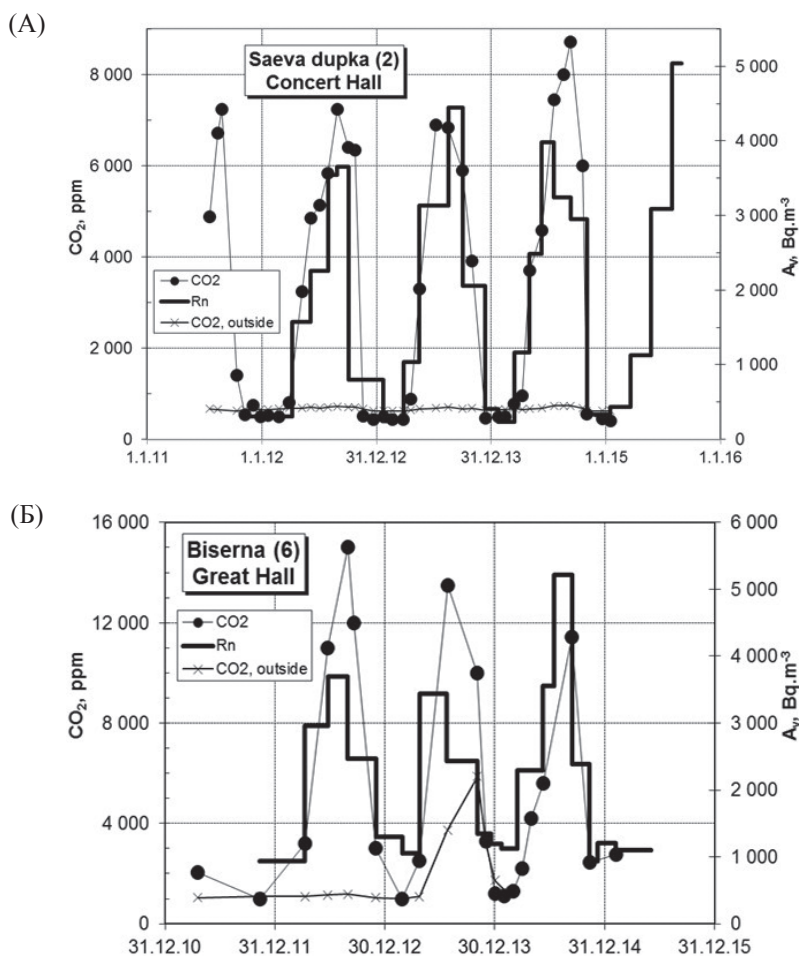 (А)
Saeva dupka (2)
Concert Hall
CO2, ppm
8 000
6 000
4 000
2 000
0
CO2
Rn
CO2, outside
5 000
4 000
3 000
2 000
1 000
0
Av, Bq.m-3
1.1.11
1.1.12
31.12.12
31.12.13
1.1.15
1.1.16
(Б)
Biserna (6)
Great Hall
CO2, ppm
16 000
12 000
8 000
4 000
0
CO2
Rn
CO2, outside
6 000
5 000
4 000
3 000
2 000
1 000
0
Av, Bq.m-3
31.12.10
31.12.11
30.12.12
30.12.13
31.12.14
31.12.15